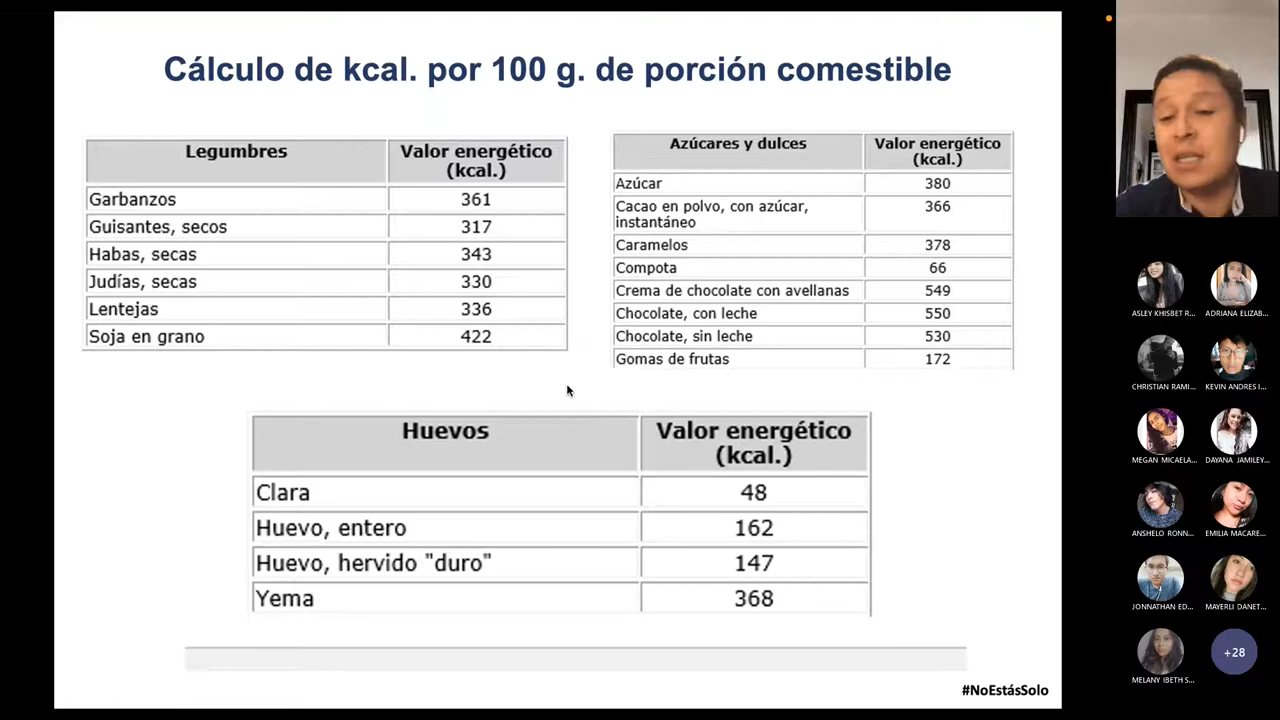 Cálculo de kcal. por 100 g. de porción comestible
Legumbres Valor energético
(kcal.)
Garbanzos 361
Guisantes, secos 317
Habas, secas 343
Judías, secas 330
Lentejas 336
Soja en grano 422
Azúcares y dulces Valor energético
(kcal.)
Azúcar 380
Cacao en polvo, con azúcar, 366
instantáneo
Caramelos 378
Compota 66
Crema de chocolate con avellanas 549
Chocolate, con leche 550
Chocolate, sin leche 530
Gomas de frutas 172
Huevos Valor energético
(kcal.)
Clara 48
Huevo, entero 162
Huevo, hervido "duro" 147
Yema 368
#NoEstásSolo
ASLEY KHISBET R... ADRIANA ELIZAB...
CHRISTIAN RAMI... KEVIN ANDRES I...
MEGAN MICAELA... DAYANA JAMILEY...
ANSHELO RONN... EMILIA MACARE...
JONNATHAN ED... MAYERLI DANET...
MELANY IBETH S... +28